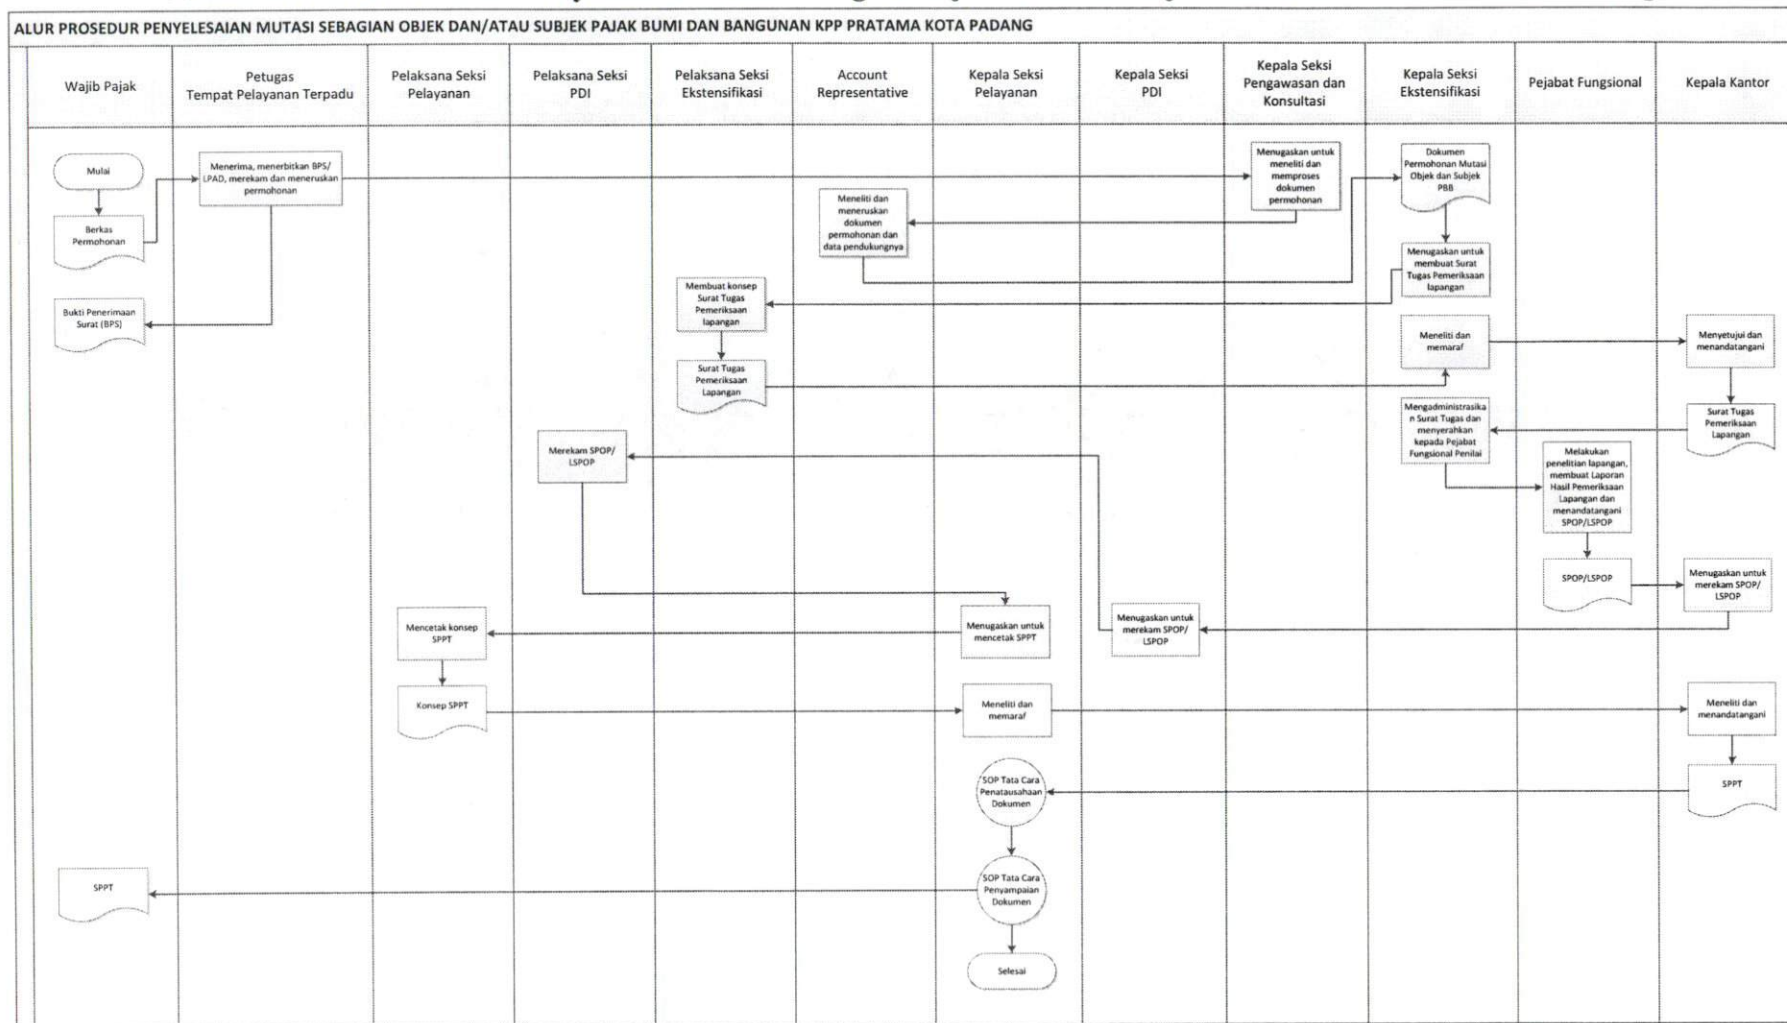 ALUR PROSEDUR PENYELESAIAN MUTASI SEBAGIAN OBJEK DAN/ATAU SUBJEK PAJAK BUMI DAN BANGUNAN KPP PRATAMA KOTA PADANG
Wajib Pajak
Petugas
Tempat Pelayanan Terpadu
Pelaksana Seksi
Pelayanan
Pelaksana Seksi
PDI
Pelaksana Seksi
Ekstensifikasi
Account
Representative
Kepala Seksi
Pelayanan
Kepala Seksi
PDI
Kepala Seksi
Pengawasan dan
Konsultasi
Kepala Seksi
Ekstensifikasi
Pejabat Fungsional
Kepala Kantor
Mulai
Berkas
Permohonan
Menerima, menerbitkan BPS/
LPAD, merekam dan meneruskan
permohonan
Bukti Penerimaan
Surat (BPS)
Menugaskan untuk
meneliti dan
memproses
dokumen
permohonan
Meneliti dan
meneruskan
dokumen
permohonan dan
data pendukungnya
Dokumen
Permohonan Mutasi
Objek dan Subjek
PBB
Menugaskan untuk
membuat Surat
Tugas Pemeriksaan
lapangan
Membuat konsep
Surat Tugas
Pemeriksaan
lapangan
Surat Tugas
Pemeriksaan
Lapangan
Meneliti dan
memaraf
Menyetujui dan
menandatangani
Surat Tugas
Pemeriksaan
Lapangan
Mengadministrasika
n Surat Tugas dan
menyerahkan
kepada Pejabat
Fungsional Penilai
Melakukan
penelitian lapangan,
membuat Laporan
Hasil Pemeriksaan
Lapangan dan
menandatangani
SPOP/LSPOP
SPOP/LSPOP
Menugaskan untuk
merekam SPOP/
LSPOP
Menugaskan untuk
merekam SPOP/
LSPOP
Merekam SPOP/
LSPOP
Menugaskan untuk
mencetak SPPT
Mencetak konsep
SPPT
Konsep SPPT
Meneliti dan
memaraf
Meneliti dan
menandatangani
SPPT
SOP Tata Cara
Penatausahaan
Dokumen
SOP Tata Cara
Penyampaian
Dokumen
SPPT
Selesai